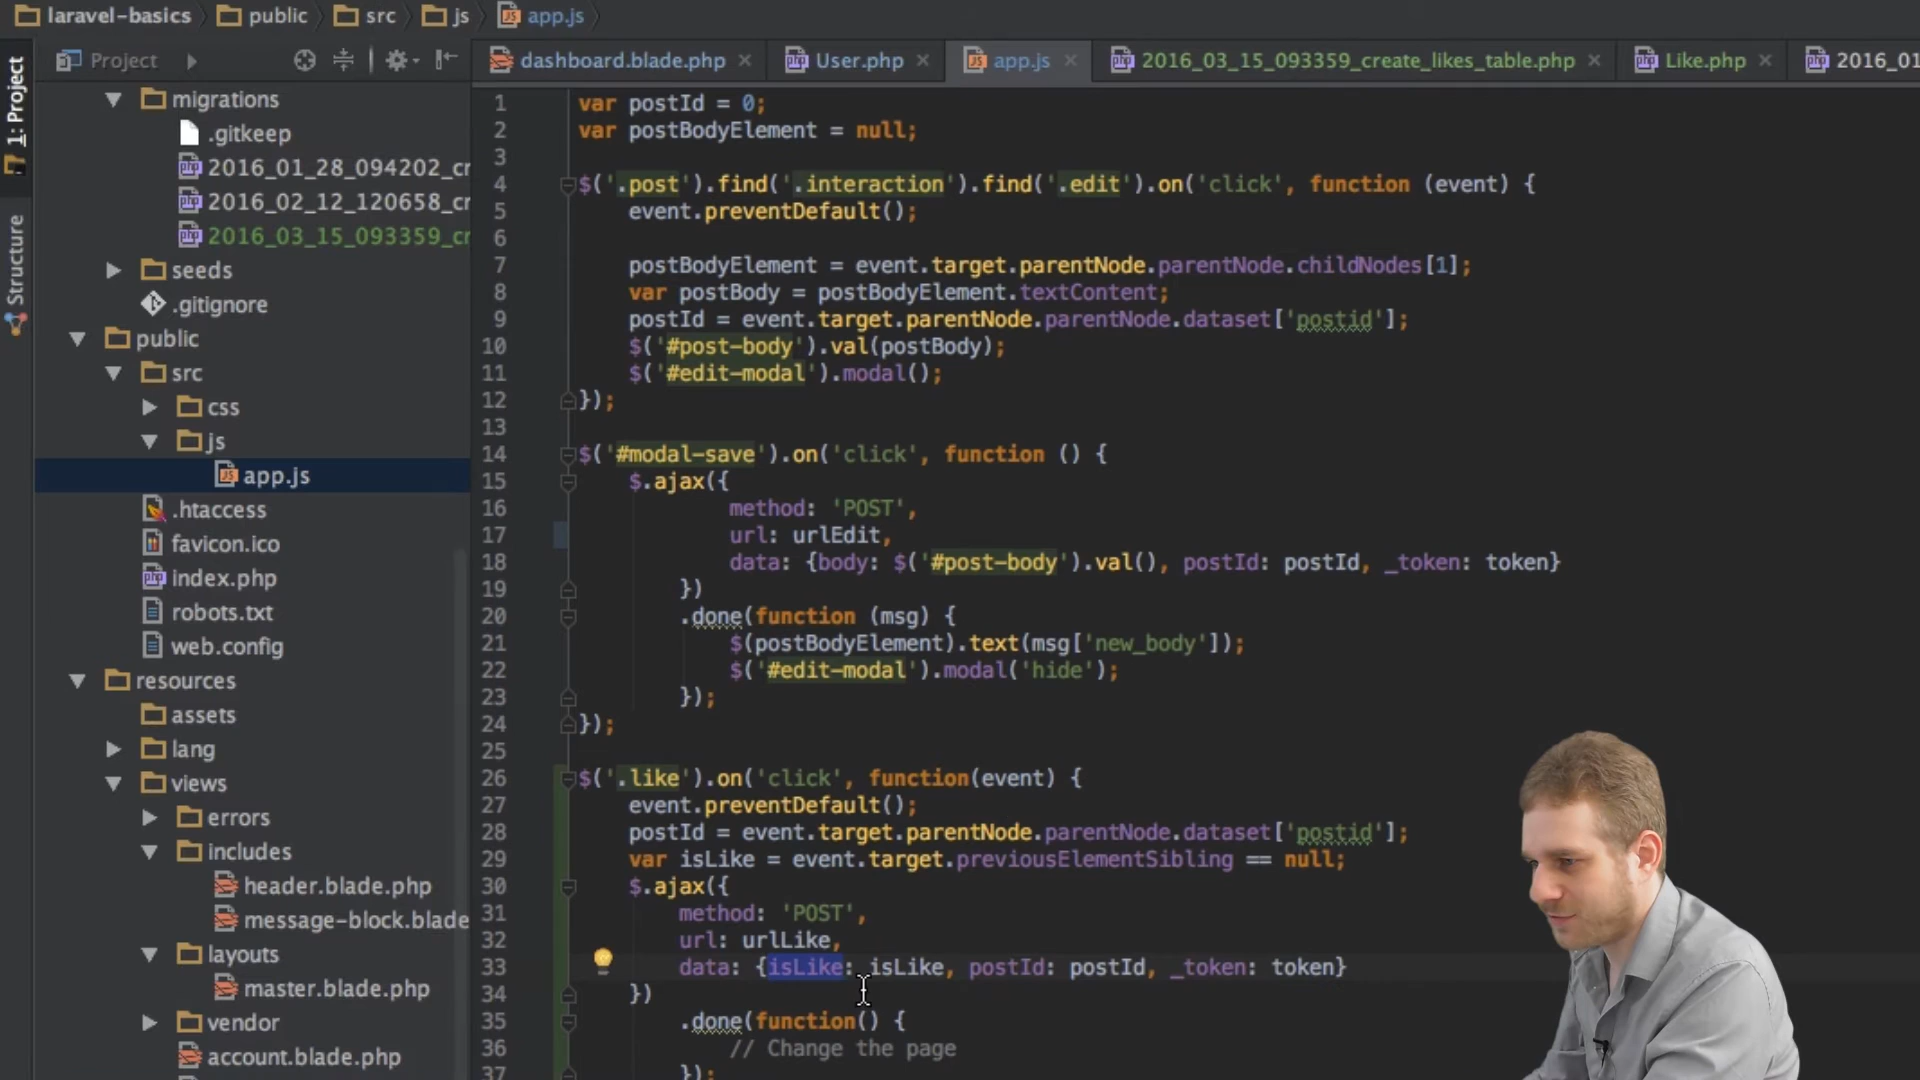 laravel-basics public src js app.js
1: Project
Structure
Project
dashboard.blade.php × User.php × app.js × 2016_03_15_093359_create_likes_table.php × Like.php × 2016_01
migrations
.gitkeep
2016_01_28_094202_cr
2016_02_12_120658_cr
2016_03_15_093359_cr
seeds
.gitignore
public
src
css
js
app.js
.htaccess
favicon.ico
index.php
robots.txt
web.config
resources
assets
lang
views
errors
includes
header.blade.php
message-block.blade
layouts
master.blade.php
vendor
account.blade.php
1 var postId = 0;
2 var postBodyElement = null;
3
4 $('.post').find('.interaction').find('.edit').on('click', function (event) {
5 event.preventDefault();
6
7 postBodyElement = event.target.parentNode.parentNode.childNodes[1];
8 var postBody = postBodyElement.textContent;
9 postId = event.target.parentNode.parentNode.dataset['postid'];
10 $('#post-body').val(postBody);
11 $('#edit-modal').modal();
12 });
13
14 $('#modal-save').on('click', function () {
15 $.ajax({
16 method: 'POST',
17 url: urlEdit,
18 data: {body: $('#post-body').val(), postId: postId, _token: token}
19 })
20 .done(function (msg) {
21 $(postBodyElement).text(msg['new_body']);
22 $('#edit-modal').modal('hide');
23 });
24 });
25
26 $('.like').on('click', function(event) {
27 event.preventDefault();
28 postId = event.target.parentNode.parentNode.dataset['postid'];
29 var isLike = event.target.previousElementSibling == null;
30 $.ajax({
31 method: 'POST',
32 url: urlLike,
33 data: {isLike: isLike, postId: postId, _token: token}
34 })
35 .done(function() {
36 // Change the page
37 });